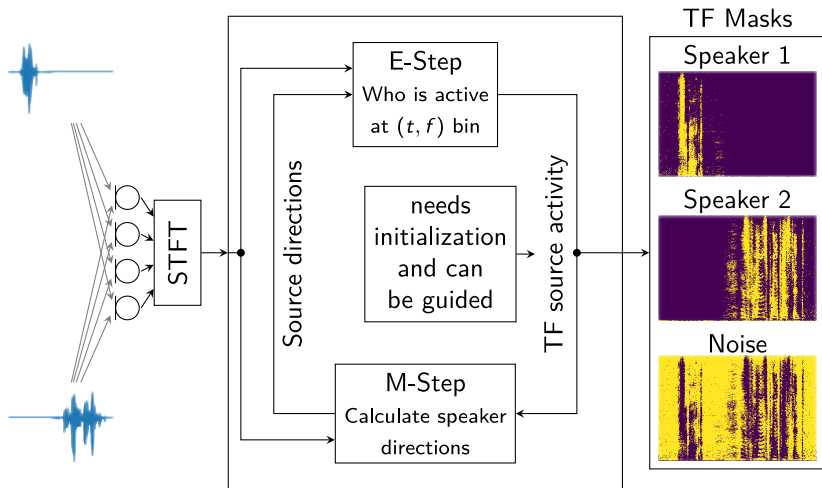 TF Masks
Speaker 1
Speaker 2
Noise
STFT
E-Step
Who is active
at (t, f) bin
Source directions
needs
initialization
and can
be guided
TF source activity
M-Step
Calculate speaker
directions